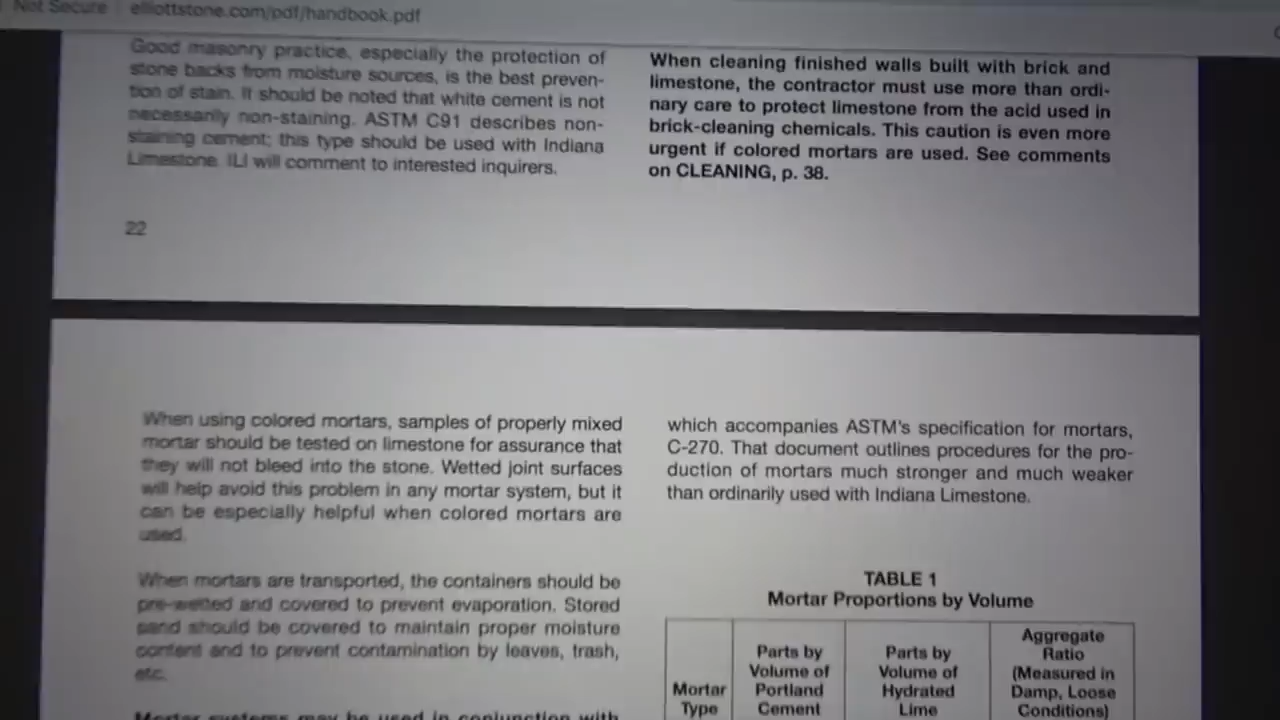 Not Secure elliottstone.com/pdf/handbook.pdf
Good masonry practice, especially the protection of
stone backs from moisture sources, is the best preven-
tion of stain. It should be noted that white cement is not
necessarily non-staining. ASTM C91 describes non-
staining cement; this type should be used with Indiana
Limestone. ILI will comment to interested inquirers.
22
When cleaning finished walls built with brick and
limestone, the contractor must use more than ordi-
nary care to protect limestone from the acid used in
brick-cleaning chemicals. This caution is even more
urgent if colored mortars are used. See comments
on CLEANING, p. 38.
When using colored mortars, samples of properly mixed
mortar should be tested on limestone for assurance that
they will not bleed into the stone. Wetted joint surfaces
will help avoid this problem in any mortar system, but it
can be especially helpful when colored mortars are
used.
When mortars are transported, the containers should be
pre-wetted and covered to prevent evaporation. Stored
sand should be covered to maintain proper moisture
content and to prevent contamination by leaves, trash,
etc.
Mortar systems may be used in conjunction with
which accompanies ASTM's specification for mortars,
C-270. That document outlines procedures for the pro-
duction of mortars much stronger and much weaker
than ordinarily used with Indiana Limestone.
TABLE 1
Mortar Proportions by Volume
Mortar
Type
Parts by
Volume of
Portland
Cement
Parts by
Volume of
Hydrated
Lime
Aggregate
Ratio
(Measured in
Damp, Loose
Conditions)